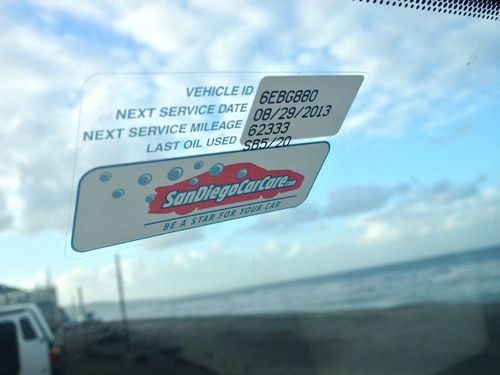 VEHICLE ID 6EBG880
NEXT SERVICE DATE 08/29/2013
NEXT SERVICE MILEAGE 62333
LAST OIL USED SB5/20
SanDiegoCarCare.com
BE A STAR FOR YOUR CAR